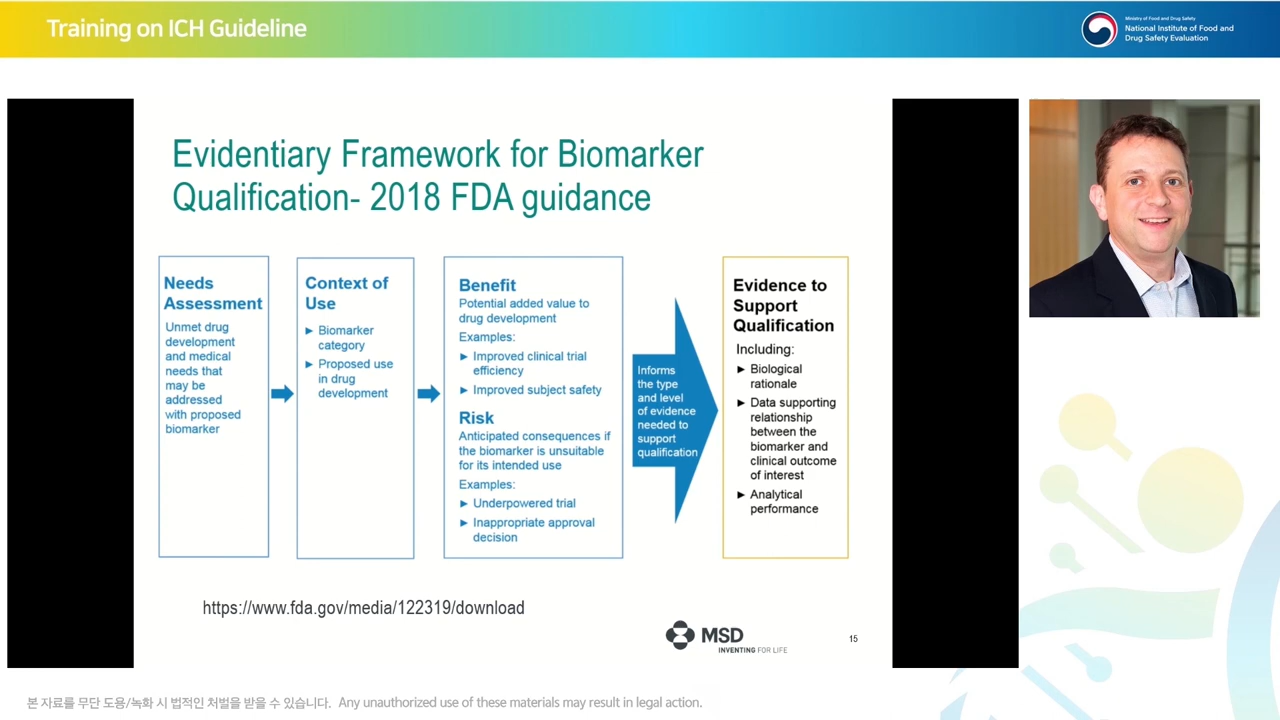 Training on ICH Guideline
Ministry of Food and Drug Safety
National Institute of Food and
Drug Safety Evaluation
Evidentiary Framework for Biomarker
Qualification- 2018 FDA guidance
Needs
Assessment
Unmet drug
development
and medical
needs that
may be
addressed
with proposed
biomarker
Context of
Use
► Biomarker
category
► Proposed use
in drug
development
Benefit
Potential added value to
drug development
Examples:
► Improved clinical trial
efficiency
► Improved subject safety
Risk
Anticipated consequences if
the biomarker is unsuitable
for its intended use
Examples:
► Underpowered trial
► Inappropriate approval
decision
Informs
the type
and level
of evidence
needed to
support
qualification
Evidence to
Support
Qualification
Including:
► Biological
rationale
► Data supporting
relationship
between the
biomarker and
clinical outcome
of interest
► Analytical
performance
https://www.fda.gov/media/122319/download
MSD
INVENTING FOR LIFE
15
본 자료를 무단 도용/녹화 시 법적인 처벌을 받을 수 있습니다. Any unauthorized use of these materials may result in legal action.